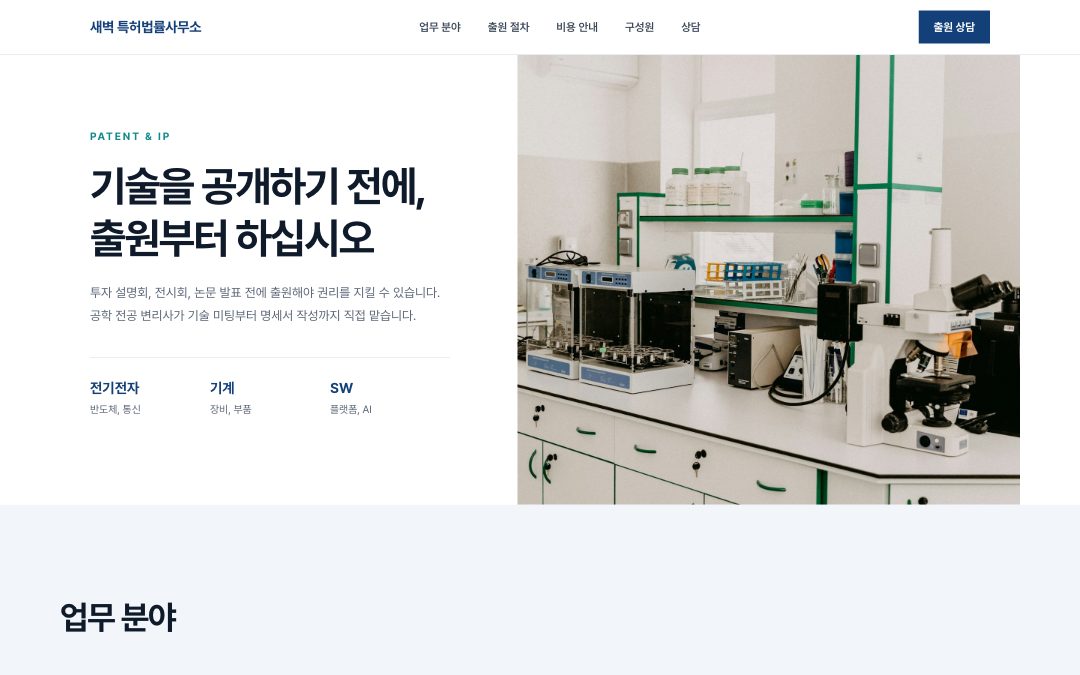 새벽 특허법률사무소
업무 분야
출원 절차
비용 안내
구성원
상담
출원 상담
PATENT & IP
기술을 공개하기 전에,
출원부터 하십시오
투자 설명회, 전시회, 논문 발표 전에 출원해야 권리를 지킬 수 있습니다.
공학 전공 변리사가 기술 미팅부터 명세서 작성까지 직접 맡습니다.
전기전자
반도체, 통신
기계
장비, 부품
SW
플랫폼, AI
업무 분야